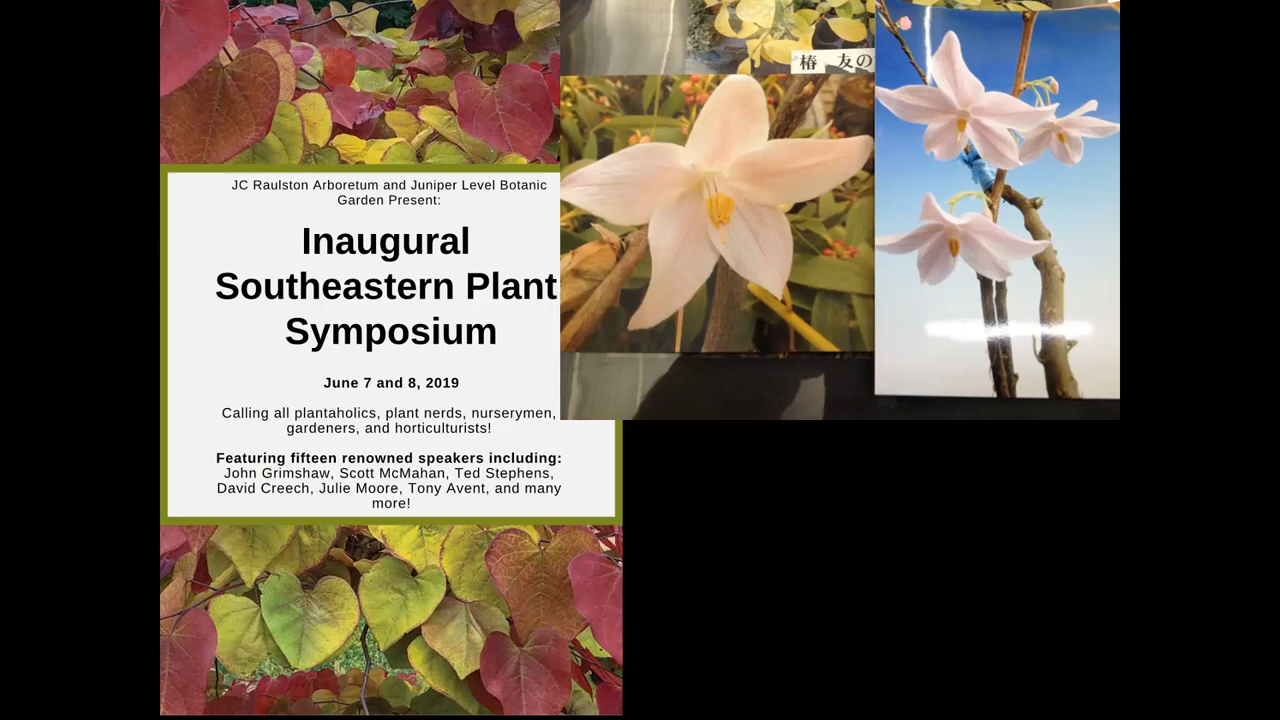 JC Raulston Arboretum and Juniper Level Botanic
Garden Present:
Inaugural
Southeastern Plant
Symposium
June 7 and 8, 2019
Calling all plantaholics, plant nerds, nurserymen,
gardeners, and horticulturists!
Featuring fifteen renowned speakers including:
John Grimshaw, Scott McMahan, Ted Stephens,
David Creech, Julie Moore, Tony Avent, and many
more!
椿 友の